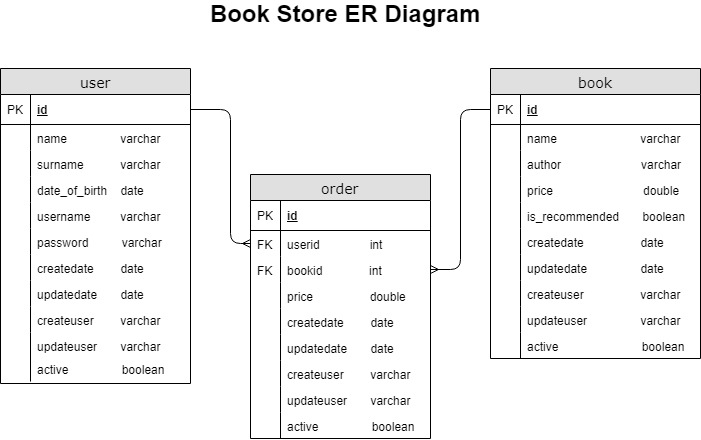 Book Store ER Diagram
user
PK id
name varchar
surname varchar
date_of_birth date
username varchar
password varchar
createdate date
updatedate date
createuser varchar
updateuser varchar
active boolean
order
PK id
FK userid int
FK bookid int
price double
createdate date
updatedate date
createuser varchar
updateuser varchar
active boolean
book
PK id
name varchar
author varchar
price double
is_recommended boolean
createdate date
updatedate date
createuser varchar
updateuser varchar
active boolean